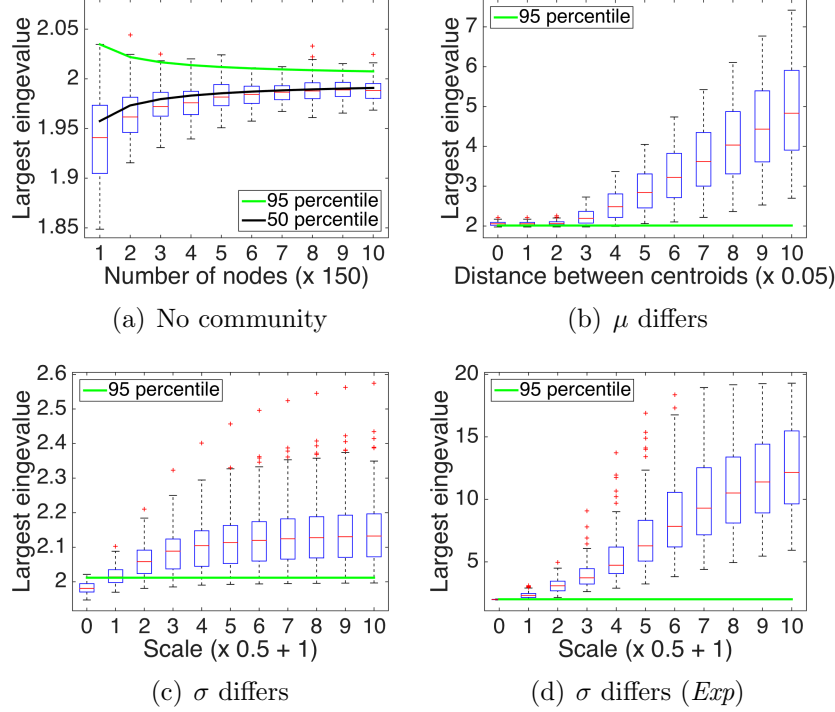 Largest eingevalue
2.05
2
1.95
1.9
1.85
95 percentile
50 percentile
1 2 3 4 5 6 7 8 9 10
Number of nodes (x 150)
(a) No community
Largest eingevalue
7
6
5
4
3
2
95 percentile
0 1 2 3 4 5 6 7 8 9 10
Distance between centroids (x 0.05)
(b) μ differs
Largest eingevalue
2.6
2.5
2.4
2.3
2.2
2.1
2
95 percentile
0 1 2 3 4 5 6 7 8 9 10
Scale (x 0.5 + 1)
(c) σ differs
Largest eingevalue
20
15
10
5
95 percentile
0 1 2 3 4 5 6 7 8 9 10
Scale (x 0.5 + 1)
(d) σ differs (Exp)